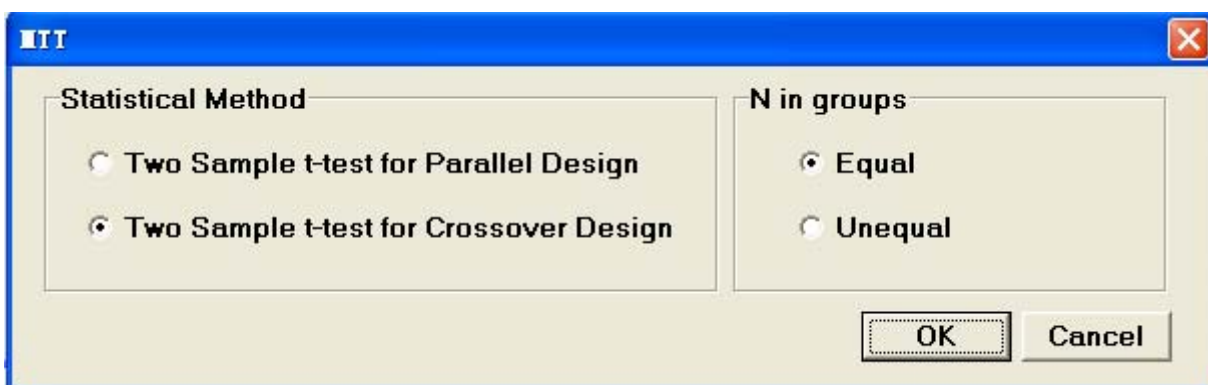 MTT
Statistical Method
Two Sample t-test for Parallel Design
Two Sample t-test for Crossover Design
N in groups
Equal
Unequal
OK
Cancel